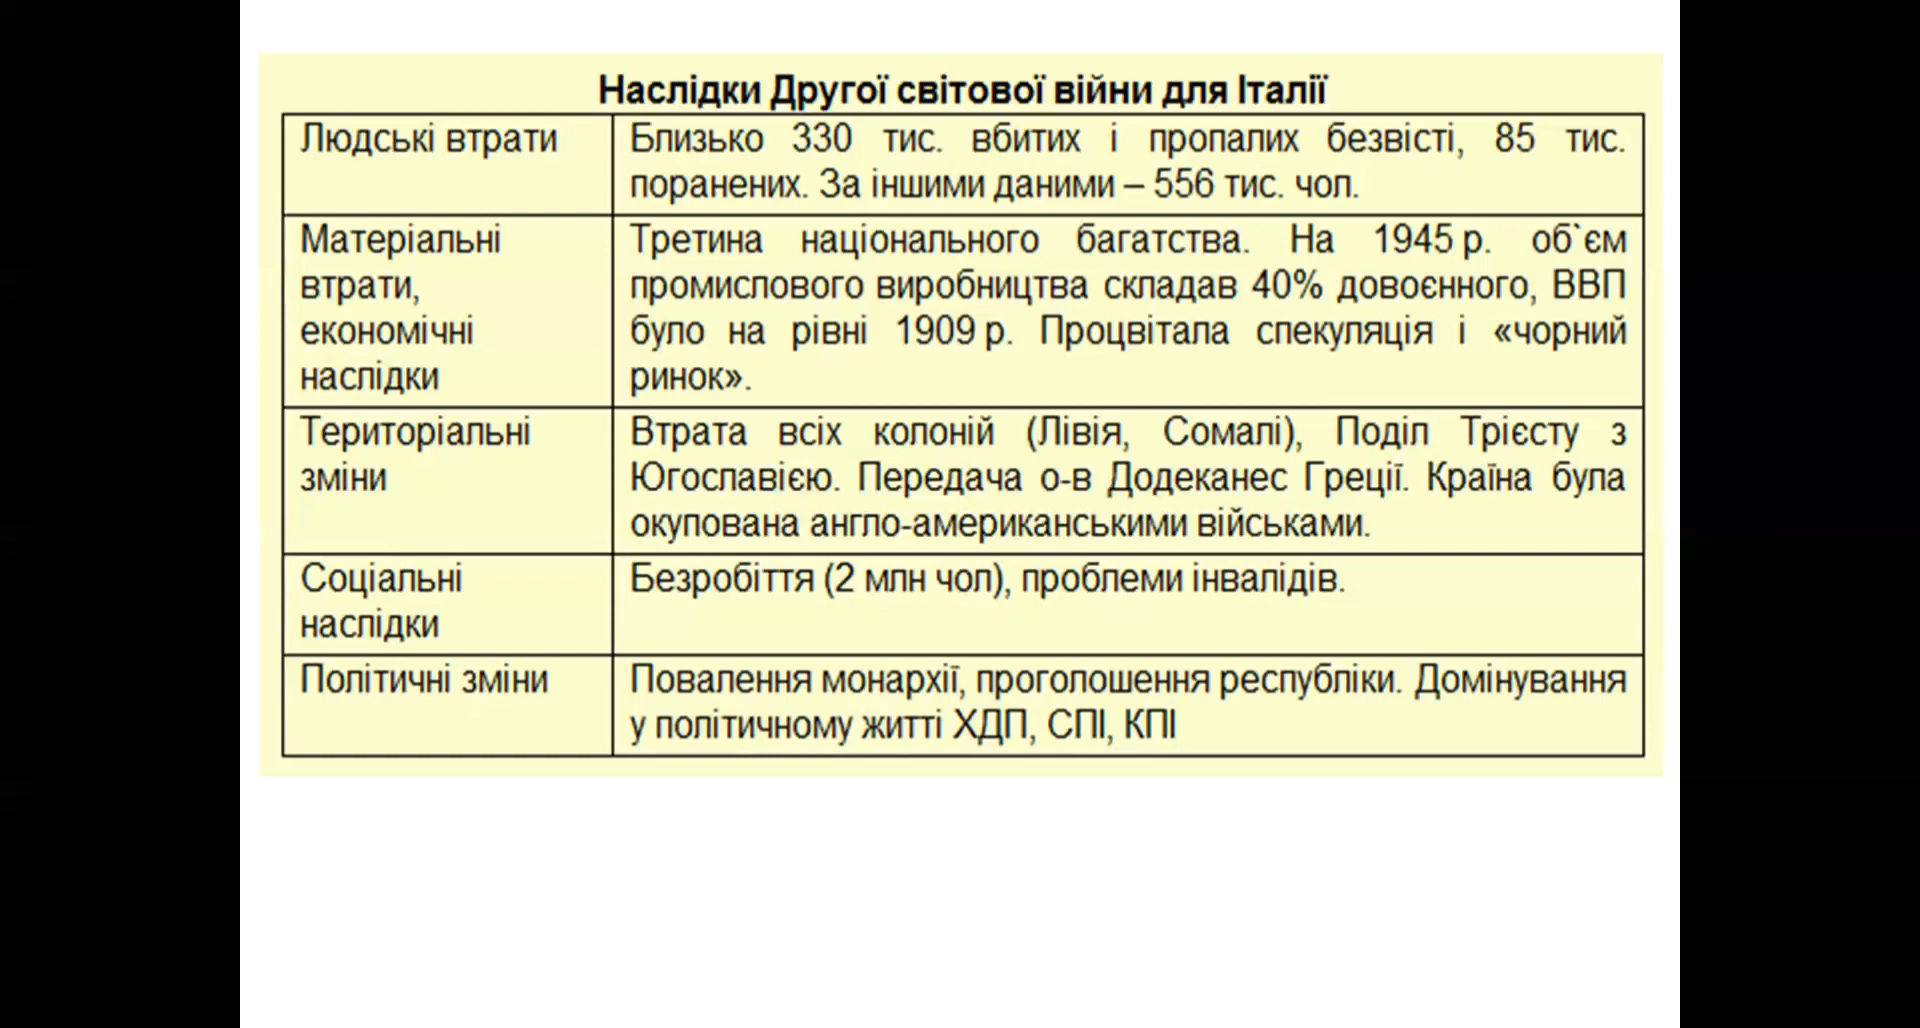 Наслідки Другої світової війни для Італії
Людські втрати
Близько 330 тис. вбитих і пропалих безвісті, 85 тис.
поранених. За іншими даними – 556 тис. чол.
Матеріальні
втрати,
економічні
наслідки
Третина національного багатства. На 1945 р. об`єм
промислового виробництва складав 40% довоєнного, ВВП
було на рівні 1909 р. Процвітала спекуляція і «чорний
ринок».
Територіальні
зміни
Втрата всіх колоній (Лівія, Сомалі), Поділ Трієсту з
Югославією. Передача о-в Додеканес Греції. Країна була
окупована англо-американськими військами.
Соціальні
наслідки
Безробіття (2 млн чол), проблеми інвалідів.
Політичні зміни
Повалення монархії, проголошення республіки. Домінування
у політичному житті ХДП, СПІ, КПІ